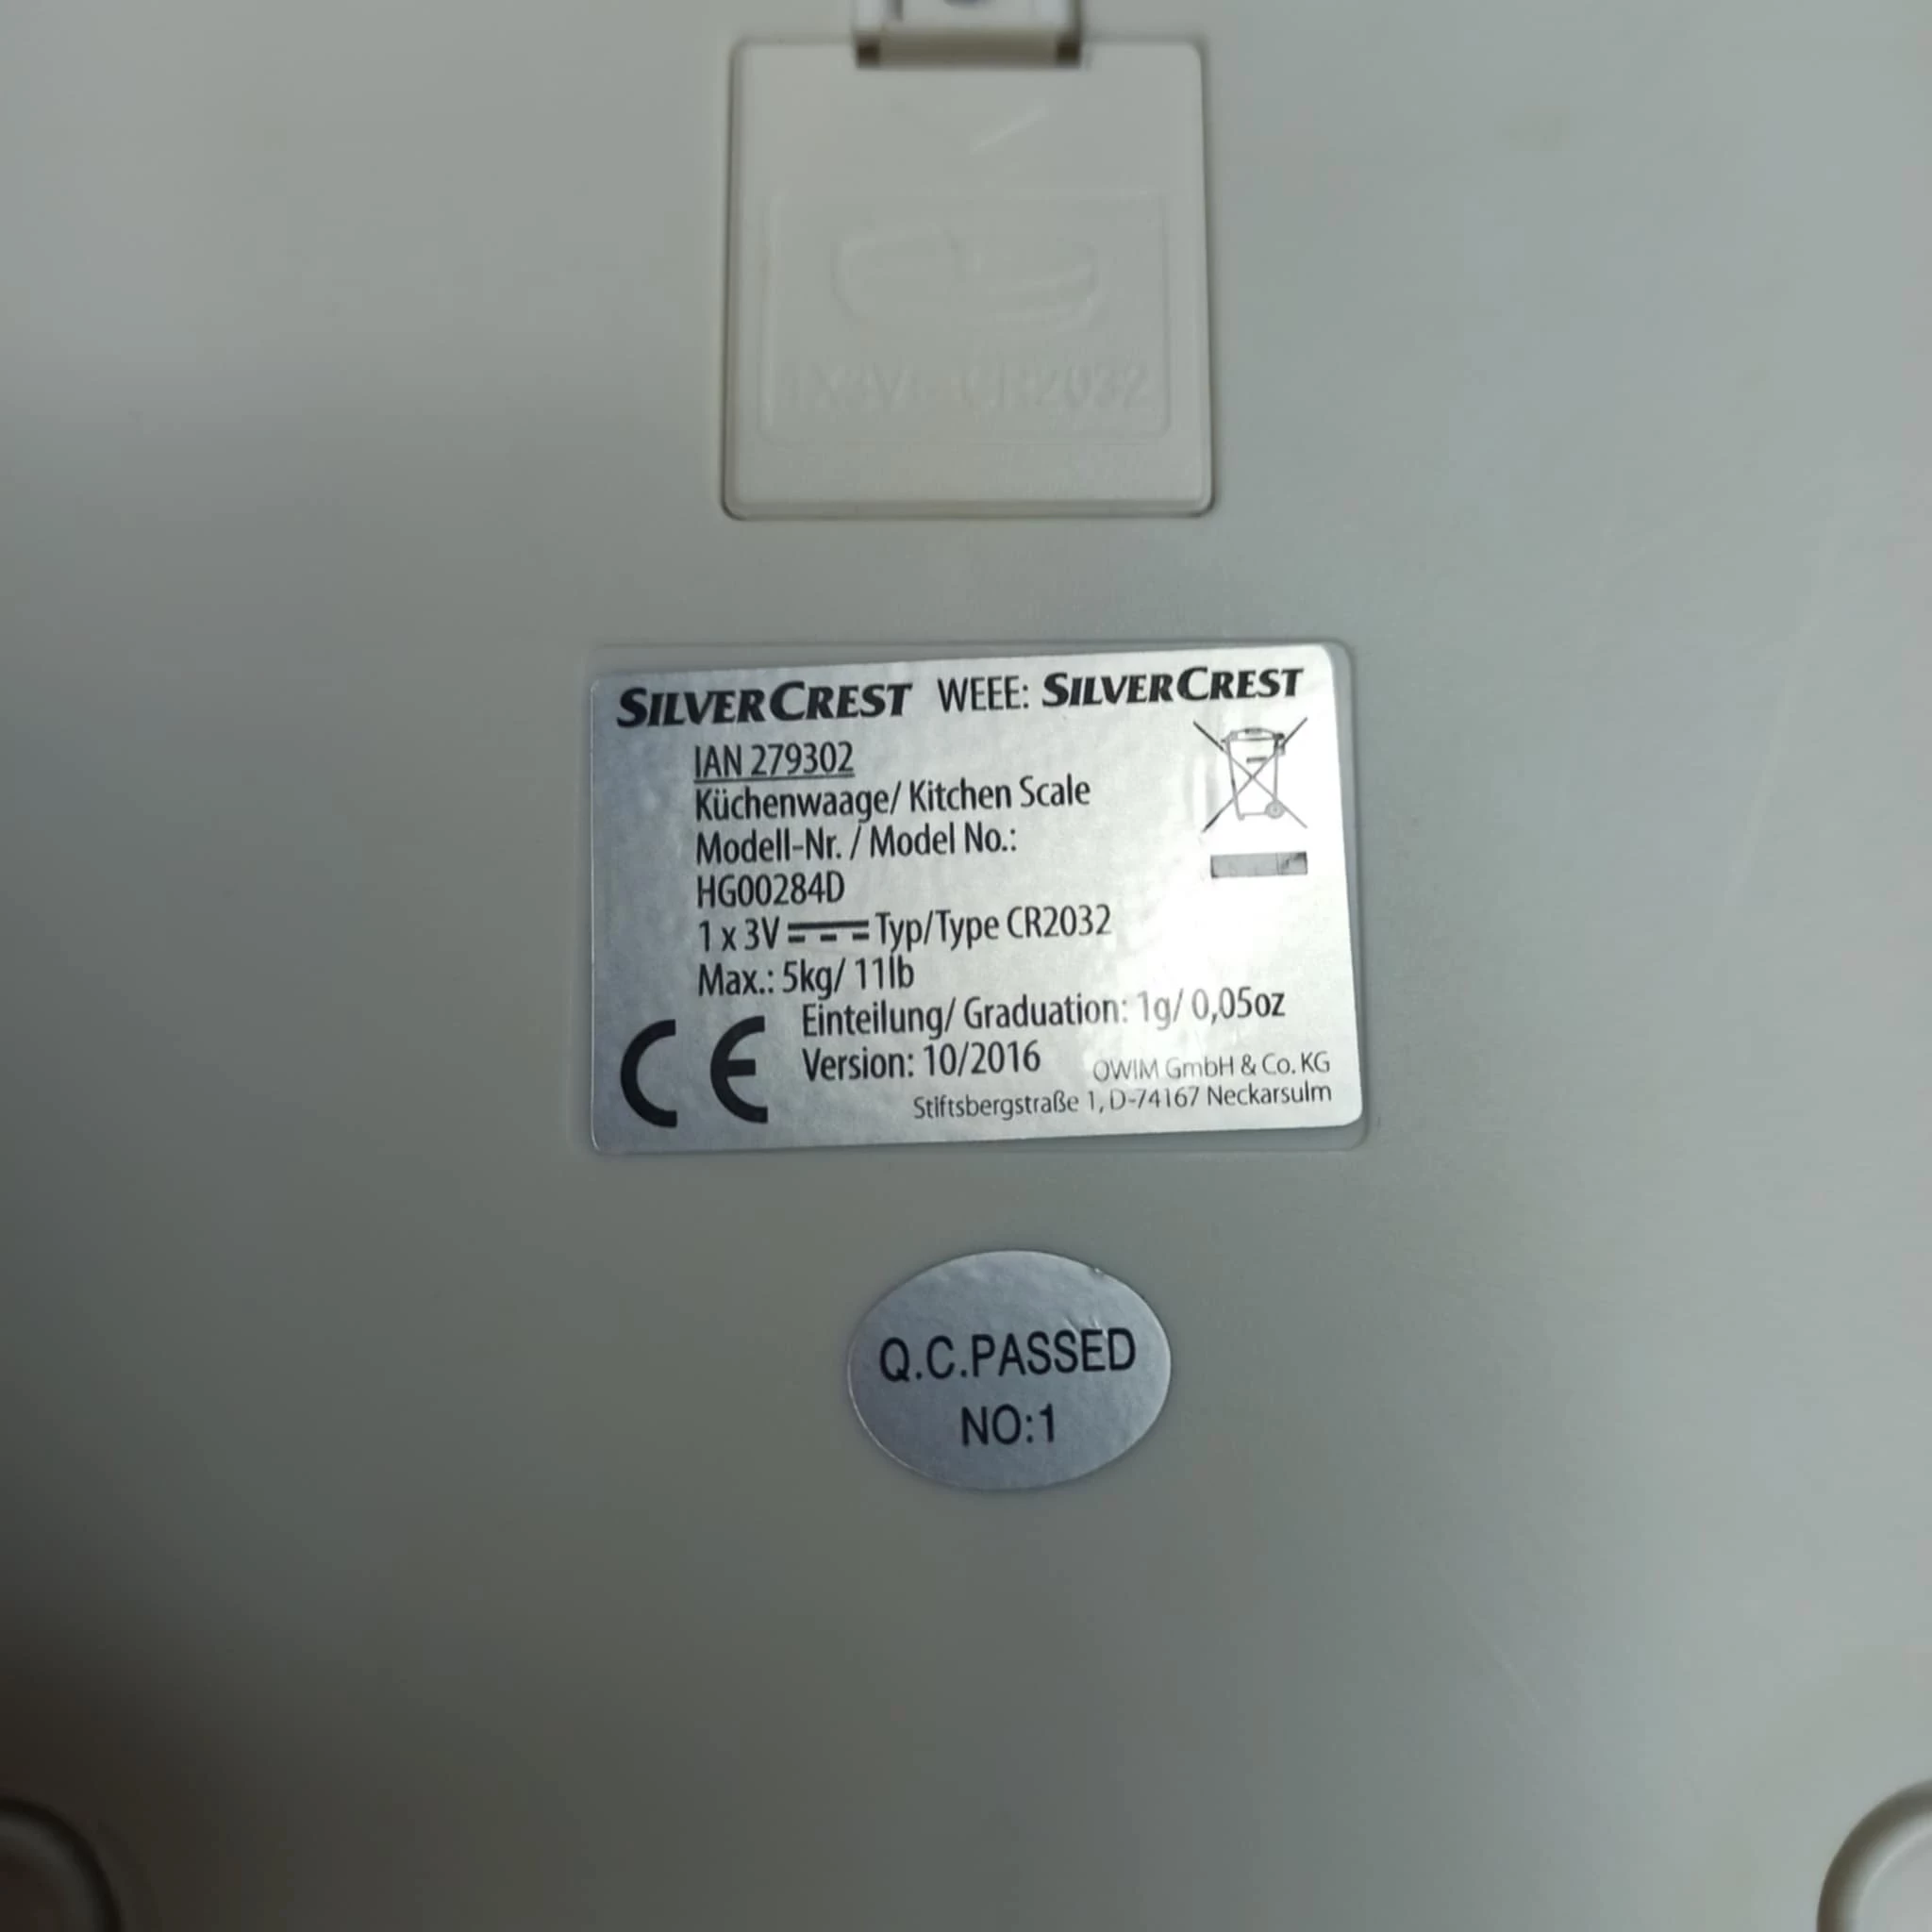 1X3V CR2032
SILVERCREST WEEE: SILVERCREST
IAN 279302
Küchenwaage/ Kitchen Scale
Modell-Nr. / Model No.:
HG00284D
1 x 3V Typ/Type CR2032
Max.: 5kg/ 11lb
Einteilung/ Graduation: 1g/ 0,05oz
Version: 10/2016
OWIM GmbH & Co. KG
Stiftsbergstraße 1, D-74167 Neckarsulm
CE
Q.C.PASSED
NO:1